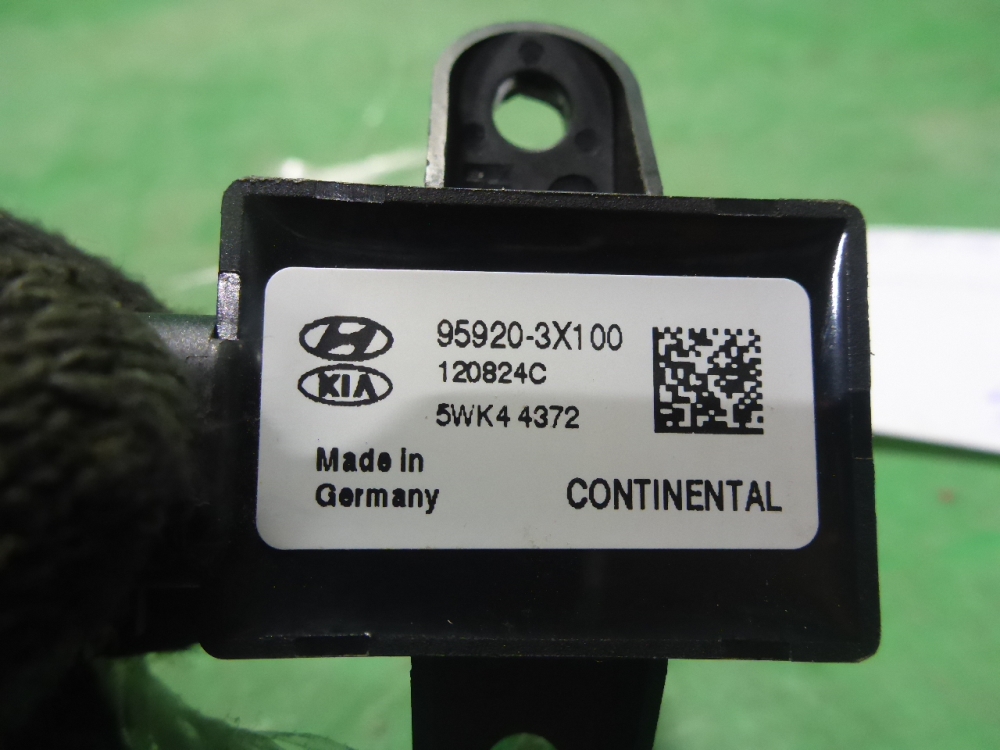 95920-3X100
KIA
120824C
5WK4 4372
Made in
Germany
CONTINENTAL